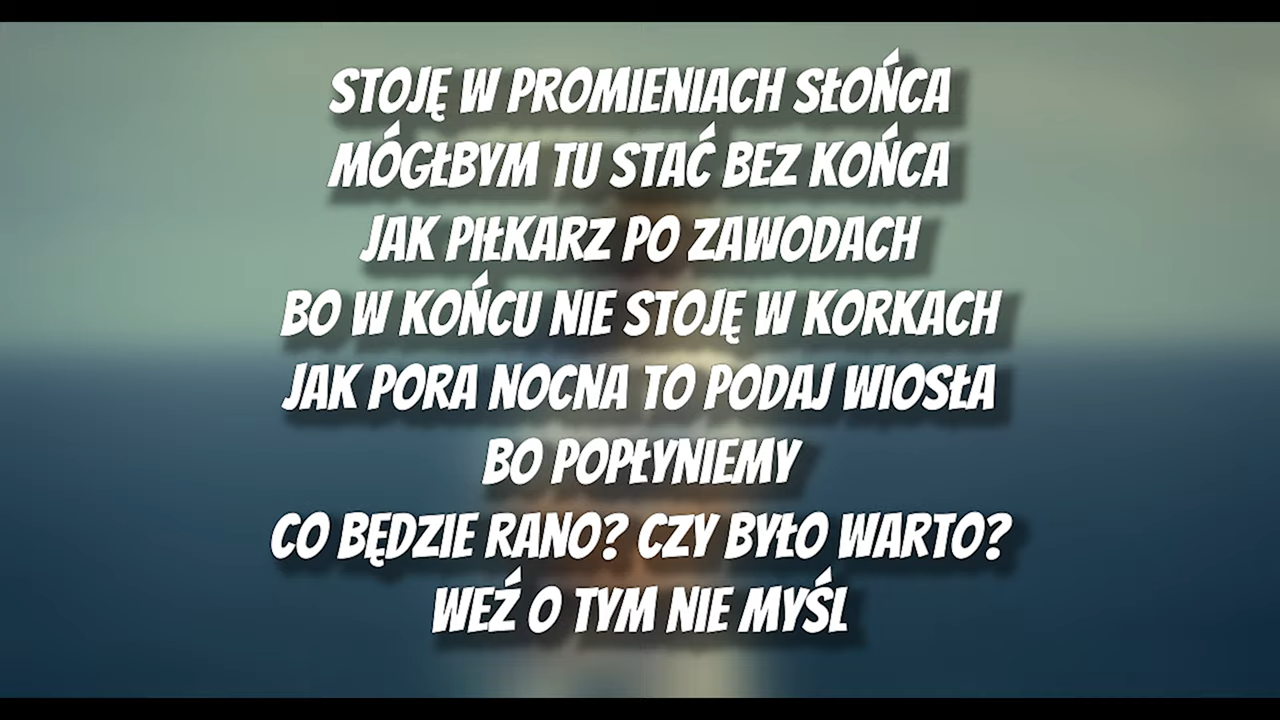 STOJĘ W PROMIENIACH SŁOŃCA
MÓGŁBYM TU STAĆ BEZ KOŃCA
JAK PIŁKARZ PO ZAWODACH
BO W KOŃCU NIE STOJĘ W KORKACH
JAK PORA NOCNA TO PODAJ WIOSŁA
BO POPŁYNIEMY
CO BĘDZIE RANO? CZY BYŁO WARTO?
WEŹ O TYM NIE MYŚL